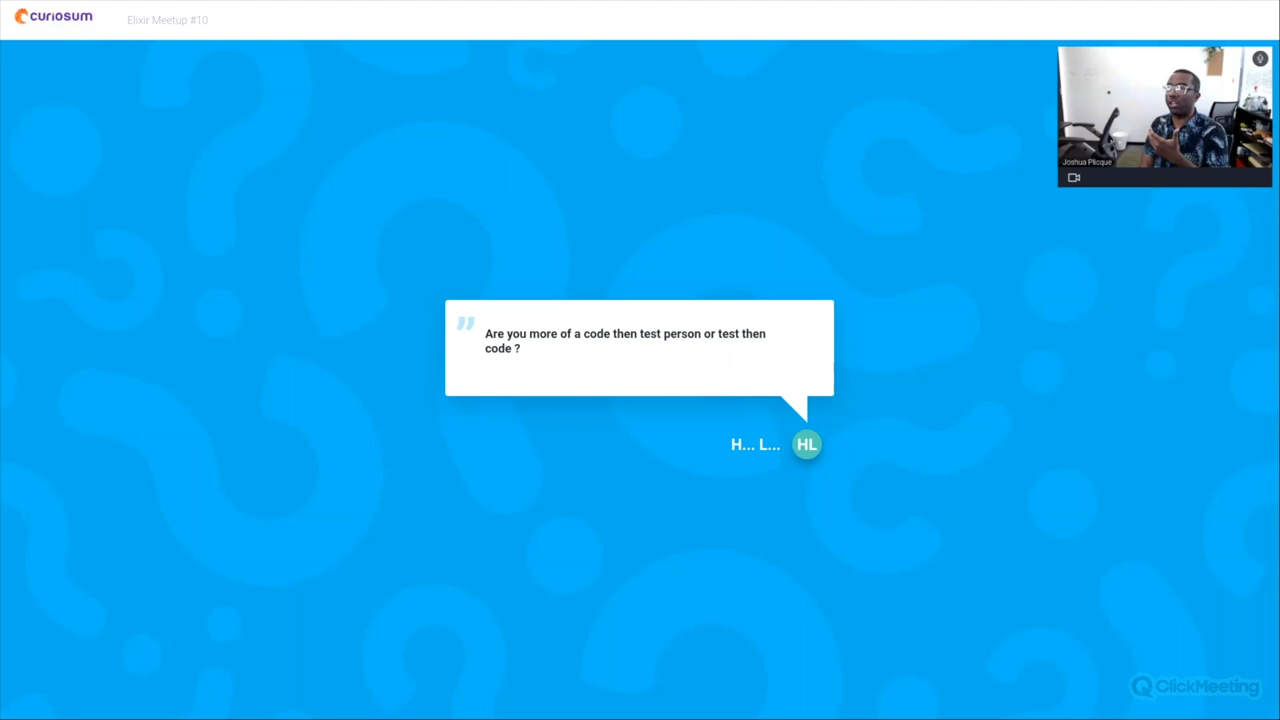 curiosum
Elixir Meetup #10
Joshua Plicque
Are you more of a code then test person or test then
code ?
H... L...
HL
ClickMeeting